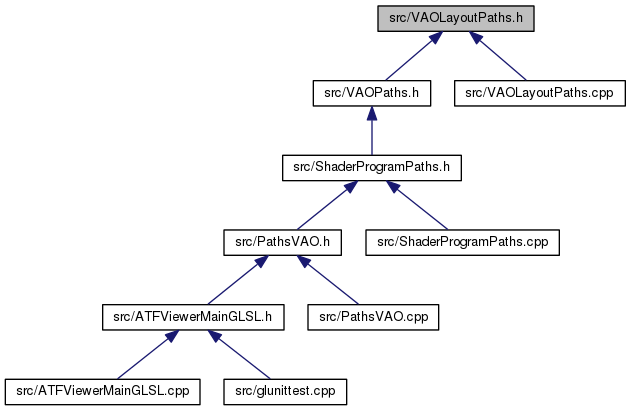 src/VAOLayoutPaths.h
src/VAOPaths.h
src/VAOLayoutPaths.cpp
src/ShaderProgramPaths.h
src/PathsVAO.h
src/ShaderProgramPaths.cpp
src/ATFViewerMainGLSL.h
src/PathsVAO.cpp
src/ATFViewerMainGLSL.cpp
src/glunittest.cpp